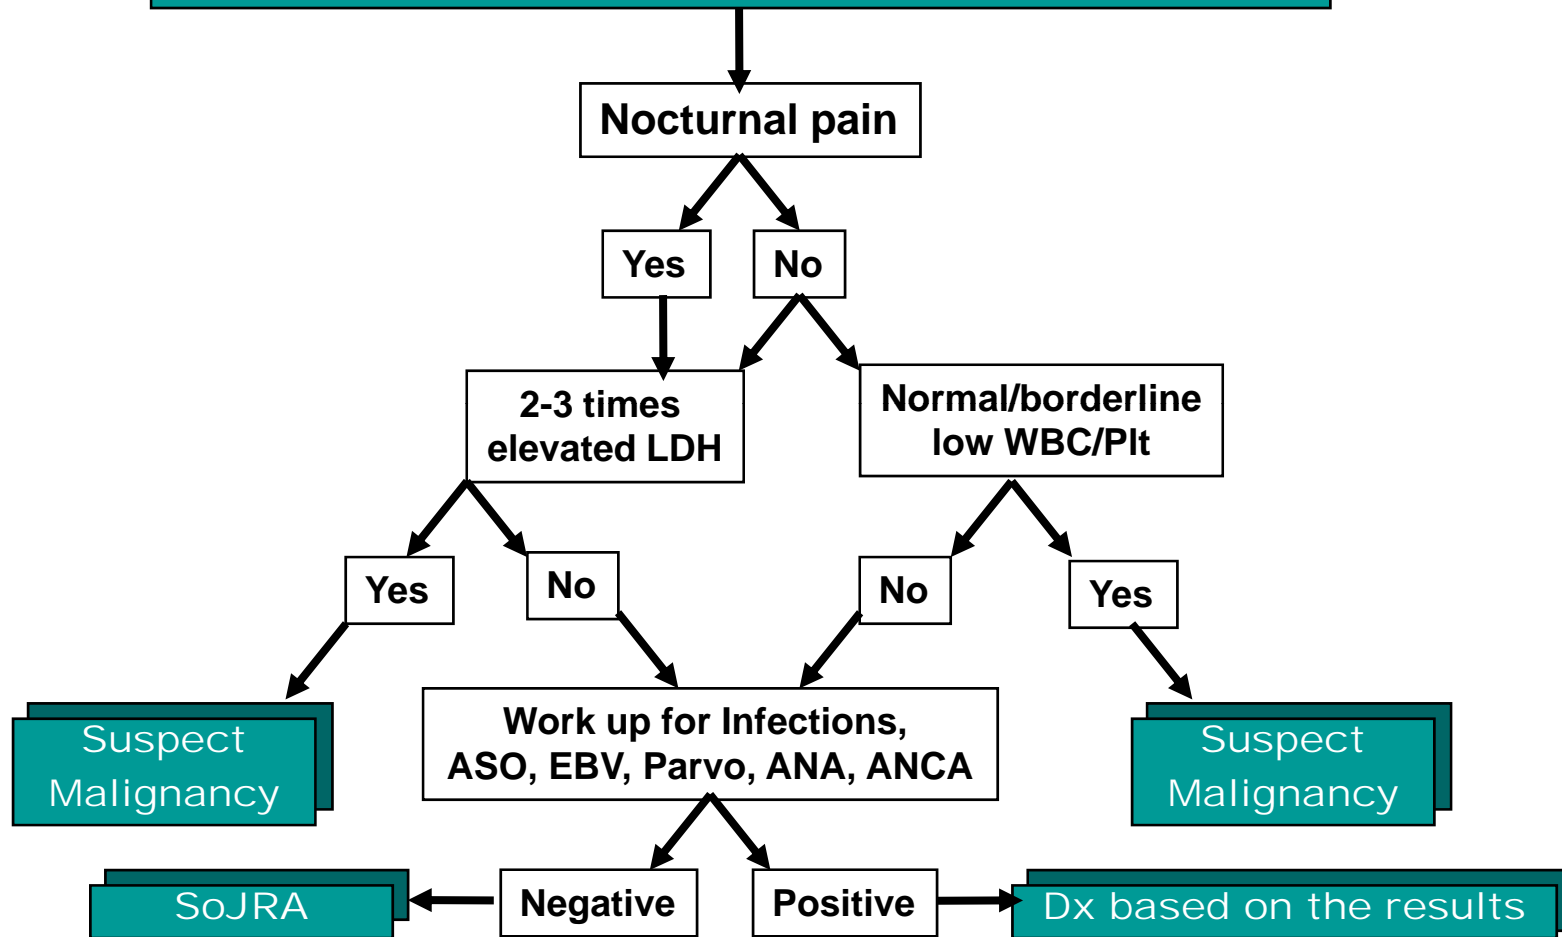 Nocturnal pain
Yes
No
2-3 times
elevated LDH
Normal/borderline
low WBC/Plt
Yes
No
No
Yes
Suspect
Malignancy
Work up for Infections,
ASO, EBV, Parvo, ANA, ANCA
Suspect
Malignancy
SoJRA
Negative
Positive
Dx based on the results